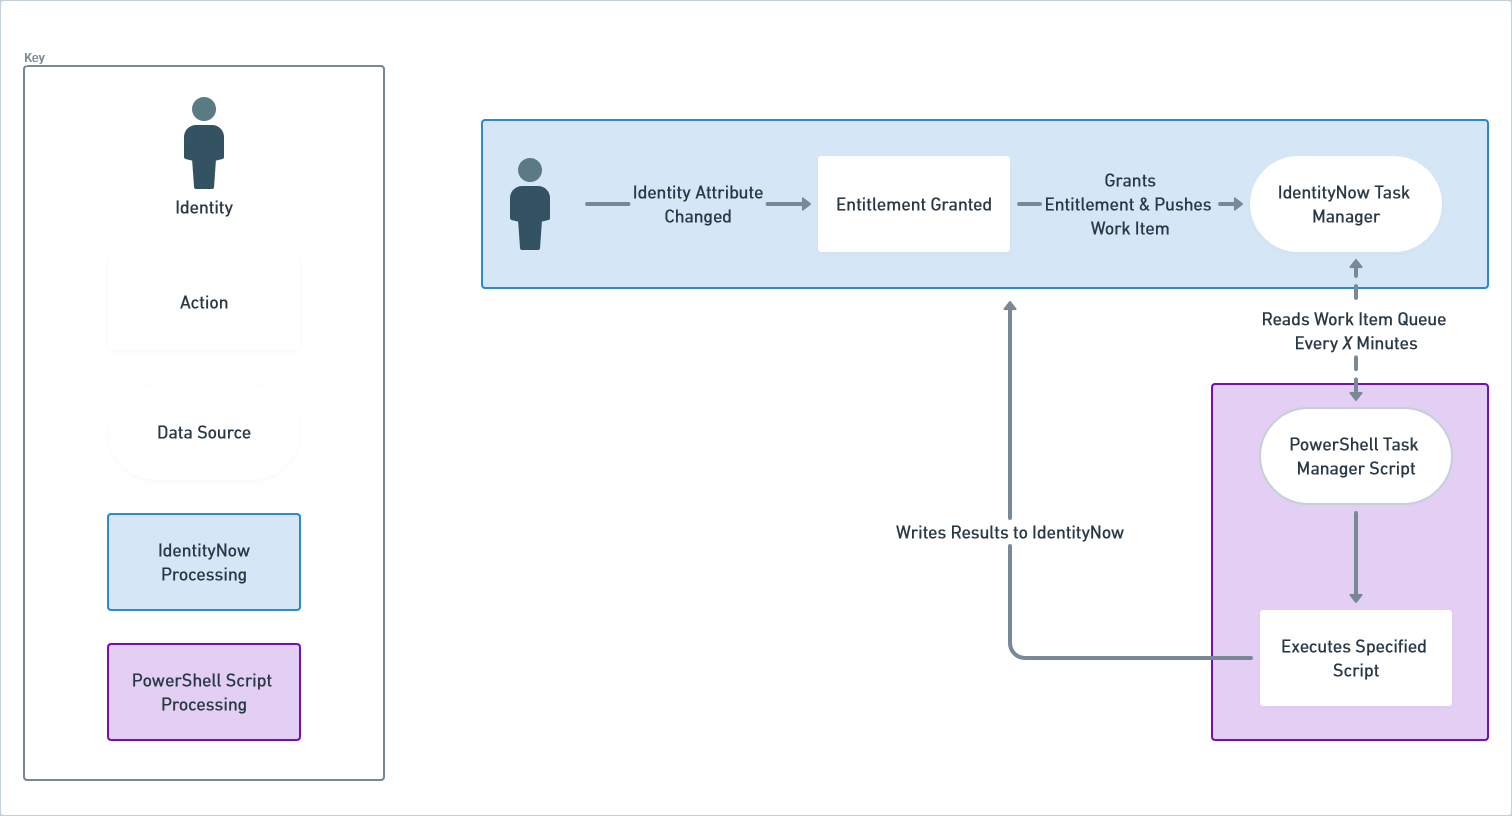 Key
Identity
Action
Data Source
IdentityNow
Processing
PowerShell Script
Processing
Identity Attribute
Changed
Entitlement Granted
Grants
Entitlement & Pushes
Work Item
IdentityNow Task
Manager
Reads Work Item Queue
Every X Minutes
PowerShell Task
Manager Script
Executes Specified
Script
Writes Results to IdentityNow